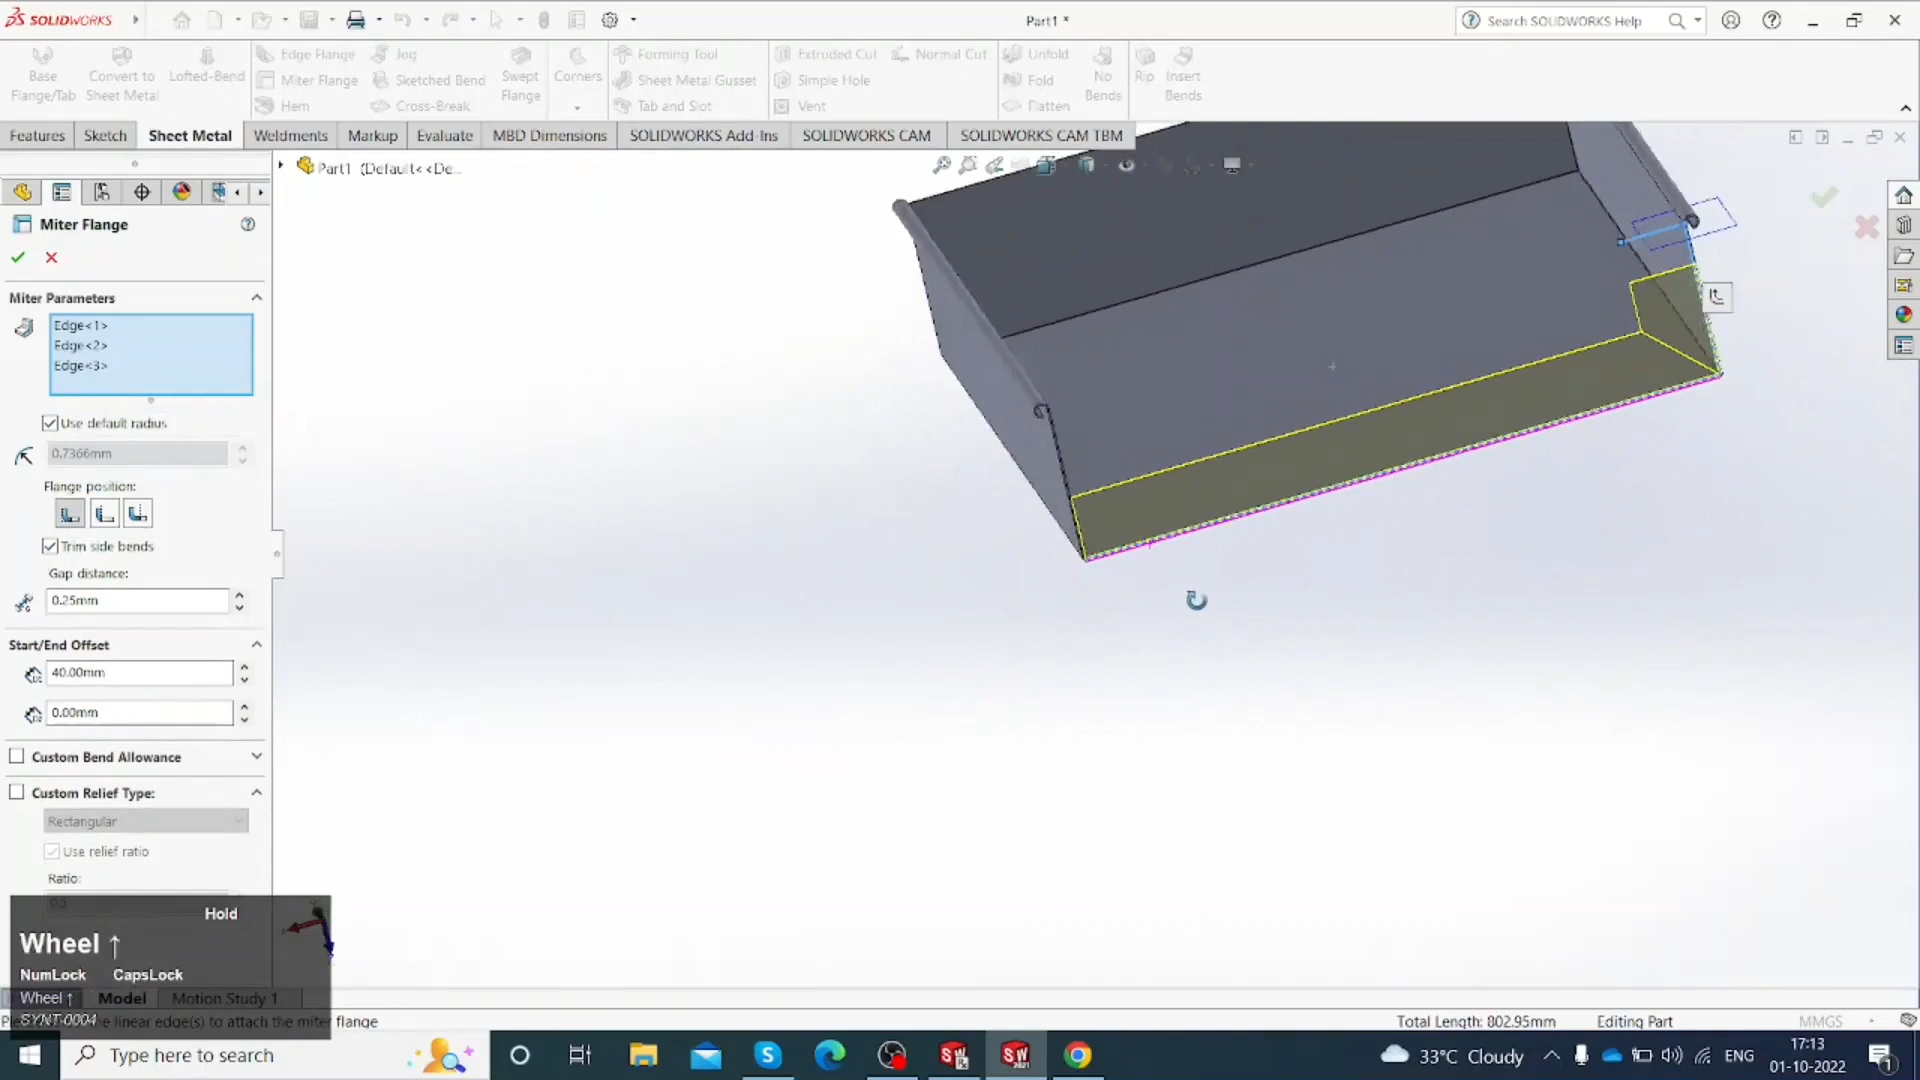 SOLIDWORKS
Part1 *
Search SOLIDWORKS Help
Base Flange/Tab
Convert to Sheet Metal
Lofted-Bend
Edge Flange
Miter Flange
Hem
Jog
Sketched Bend
Cross-Break
Swept Flange
Corners
Forming Tool
Sheet Metal Gusset
Tab and Slot
Extruded Cut
Simple Hole
Vent
Normal Cut
Unfold
Fold
Flatten
No Bends
Rip
Insert Bends
Features
Sketch
Sheet Metal
Weldments
Markup
Evaluate
MBD Dimensions
SOLIDWORKS Add-Ins
SOLIDWORKS CAM
SOLIDWORKS CAM TBM
Part1 (Default<<De...
Miter Flange
Miter Parameters
Edge<1>
Edge<2>
Edge<3>
Use default radius
0.7366mm
Flange position:
Trim side bends
Gap distance:
0.25mm
Start/End Offset
40.00mm
0.00mm
Custom Bend Allowance
Custom Relief Type:
Rectangular
Use relief ratio
Ratio:
Hold
Wheel ↑
NumLock CapsLock
Wheel ↑
SYNT-0004
Model
Motion Study 1
linear edge(s) to attach the miter flange
Total Length: 802.95mm
Editing Part
MMGS
Type here to search
33°C Cloudy
ENG
17:13
01-10-2022